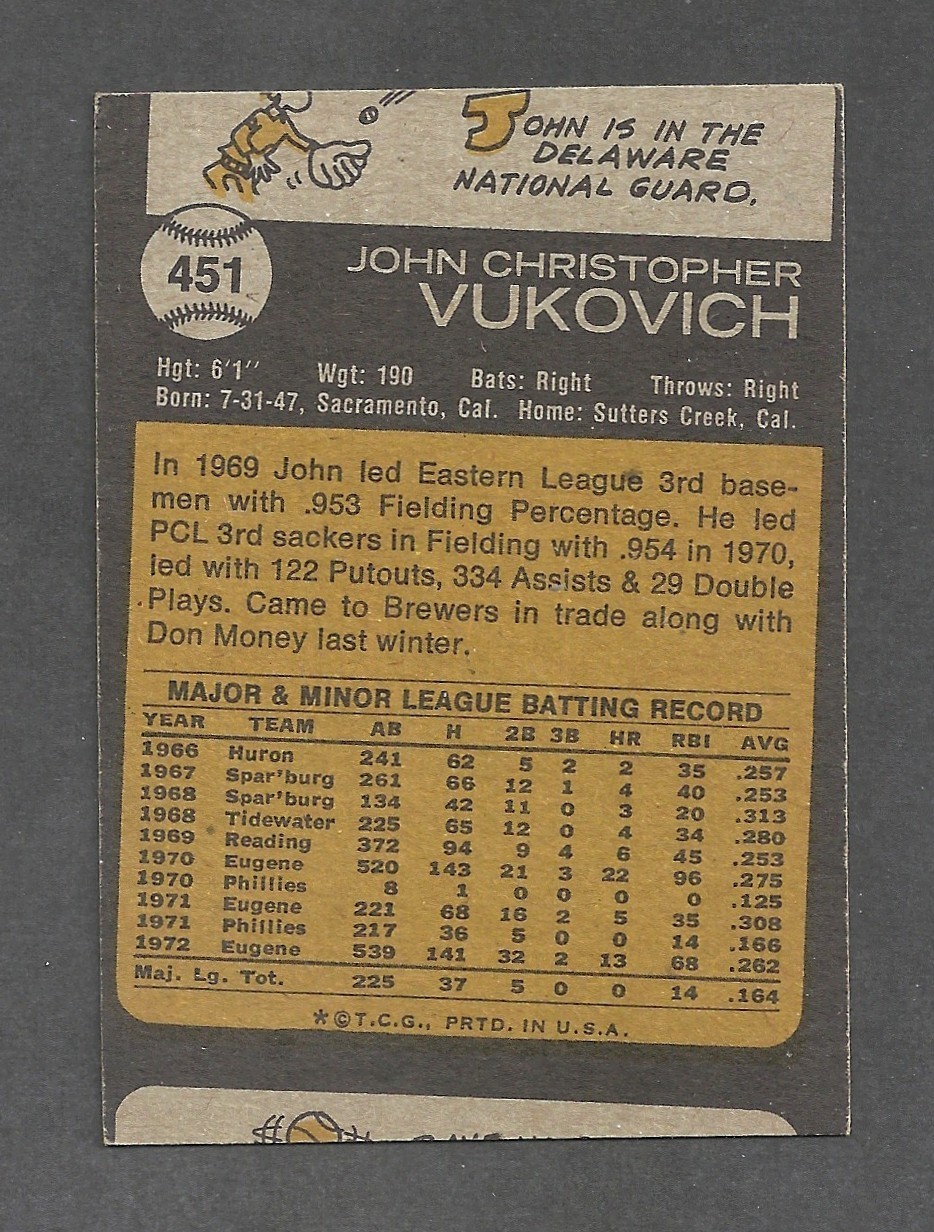 JOHN IS IN THE
DELAWARE
NATIONAL GUARD.
451
JOHN CHRISTOPHER
VUKOVICH
Hgt: 6'1" Wgt: 190 Bats: Right Throws: Right
Born: 7-31-47, Sacramento, Cal. Home: Sutters Creek, Cal.
In 1969 John led Eastern League 3rd base-
men with .953 Fielding Percentage. He led
PCL 3rd sackers in Fielding with .954 in 1970,
led with 122 Putouts, 334 Assists & 29 Double
Plays. Came to Brewers in trade along with
Don Money last winter.
MAJOR & MINOR LEAGUE BATTING RECORD
YEAR TEAM AB H 2B 3B HR RBI AVG
1966 Huron 241 62 5 2 2 35 .257
1967 Spar'burg 261 66 12 1 4 40 .253
1968 Spar'burg 134 42 11 0 3 20 .313
1968 Tidewater 225 65 12 0 4 34 .280
1969 Reading 372 94 9 4 6 45 .253
1970 Eugene 520 143 21 3 22 96 .275
1970 Phillies 8 1 0 0 0 0 .125
1971 Eugene 221 68 16 2 5 35 .308
1971 Phillies 217 36 5 0 0 14 .166
1972 Eugene 539 141 32 2 13 68 .262
Maj. Lg. Tot. 225 37 5 0 0 14 .164
*©T.C.G., PRTD. IN U.S.A.